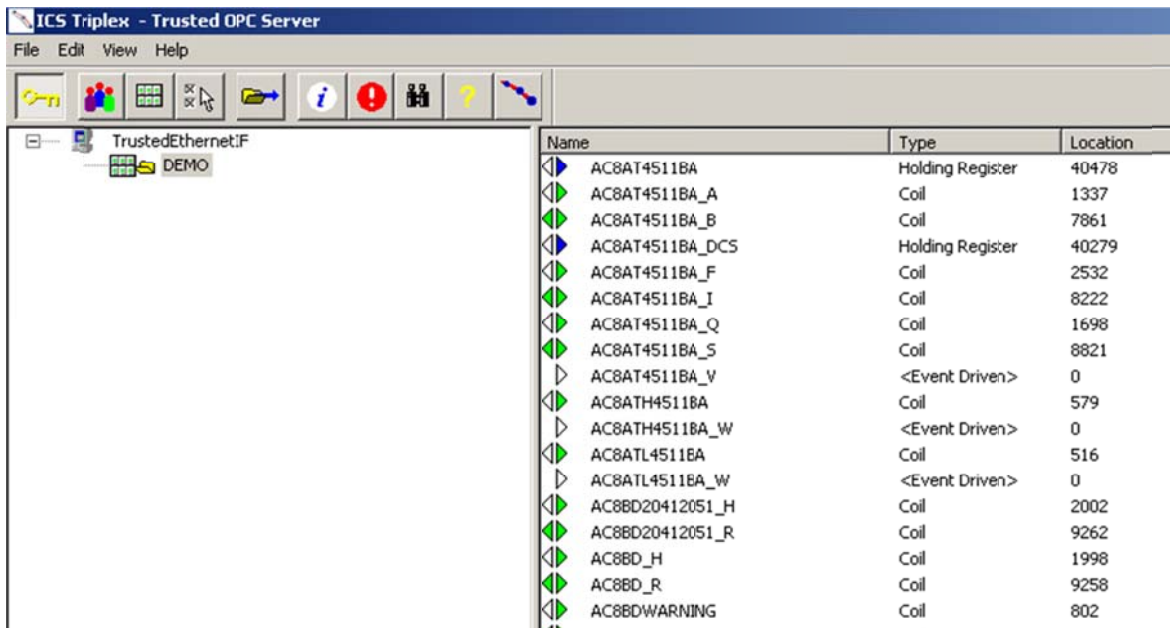 ICS Triplex - Trusted OPC Server
File Edit View Help
TrustedEthernetIF
DEMO
Name Type Location
AC8AT4511BA Holding Register 40478
AC8AT4511BA_A Coil 1337
AC8AT4511BA_B Coil 7861
AC8AT4511BA_DCS Holding Register 40279
AC8AT4511BA_F Coil 2532
AC8AT4511BA_I Coil 8222
AC8AT4511BA_Q Coil 1698
AC8AT4511BA_S Coil 8821
AC8AT4511BA_V <Event Driven> 0
AC8ATH4511BA Coil 579
AC8ATH4511BA_W <Event Driven> 0
AC8ATL4511BA Coil 516
AC8ATL4511BA_W <Event Driven> 0
AC8BD20412051_H Coil 2002
AC8BD20412051_R Coil 9262
AC8BD_H Coil 1998
AC8BD_R Coil 9258
AC8BDWARNING Coil 802